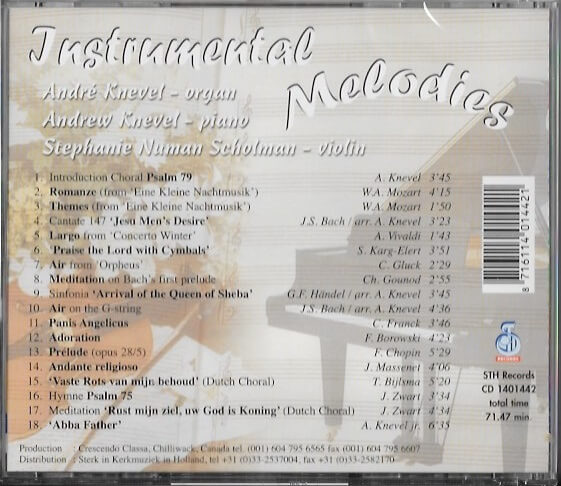 Instrumental
Melodies
André Knevel – organ
Andrew Knevel – piano
Stephanie Numan Scholman – violin
1. Introduction Choral Psalm 79 A. Knevel 3'45
2. Romanze (from 'Eine Kleine Nachtmusik') W.A. Mozart 4'15
3. Themes (from 'Eine Kleine Nachtmusik') W.A. Mozart 1'50
4. Cantate 147 'Jesu Men's Desire' J.S. Bach / arr. A. Knevel 3'23
5. Largo from 'Concerto Winter' A. Vivaldi 1'43
6. 'Praise the Lord with Cymbals' S. Karg-Elert 3'51
7. Air from 'Orpheus' C. Gluck 2'29
8. Meditation on Bach's first prelude Ch. Gounod 2'55
9. Sinfonia 'Arrival of the Queen of Sheba' G.F. Händel / arr. A. Knevel 3'45
10. Air on the G-string J.S. Bach / arr. A. Knevel 4'36
11. Panis Angelicus C. Franck 3'46
12. Adoration F. Borowski 4'23
13. Prelude (opus 28/5) F. Chopin 5'29
14. Andante religioso J. Massenet 4'06
15. 'Vaste Rots van mijn behoud' (Dutch Choral) T. Bijlsma 5'20
16. Hymne Psalm 75 J. Zwart 3'34
17. Meditation 'Rust mijn ziel, uw God is Koning' (Dutch Choral) J. Zwart 4'34
18. 'Abba Father' A. Knevel jr. 6'35
8 716114 014421
RECORDS
STH Records
CD 1401442
total time
71.47 min.
Production : Crescendo Classa, Chilliwack, Canada tel. (001) 604 795 6565 fax (001) 604 795 6607
Distribution : Sterk in Kerkmuziek in Holland, tel +31 (0)33-2537004, fax +31 (0)33-2582170